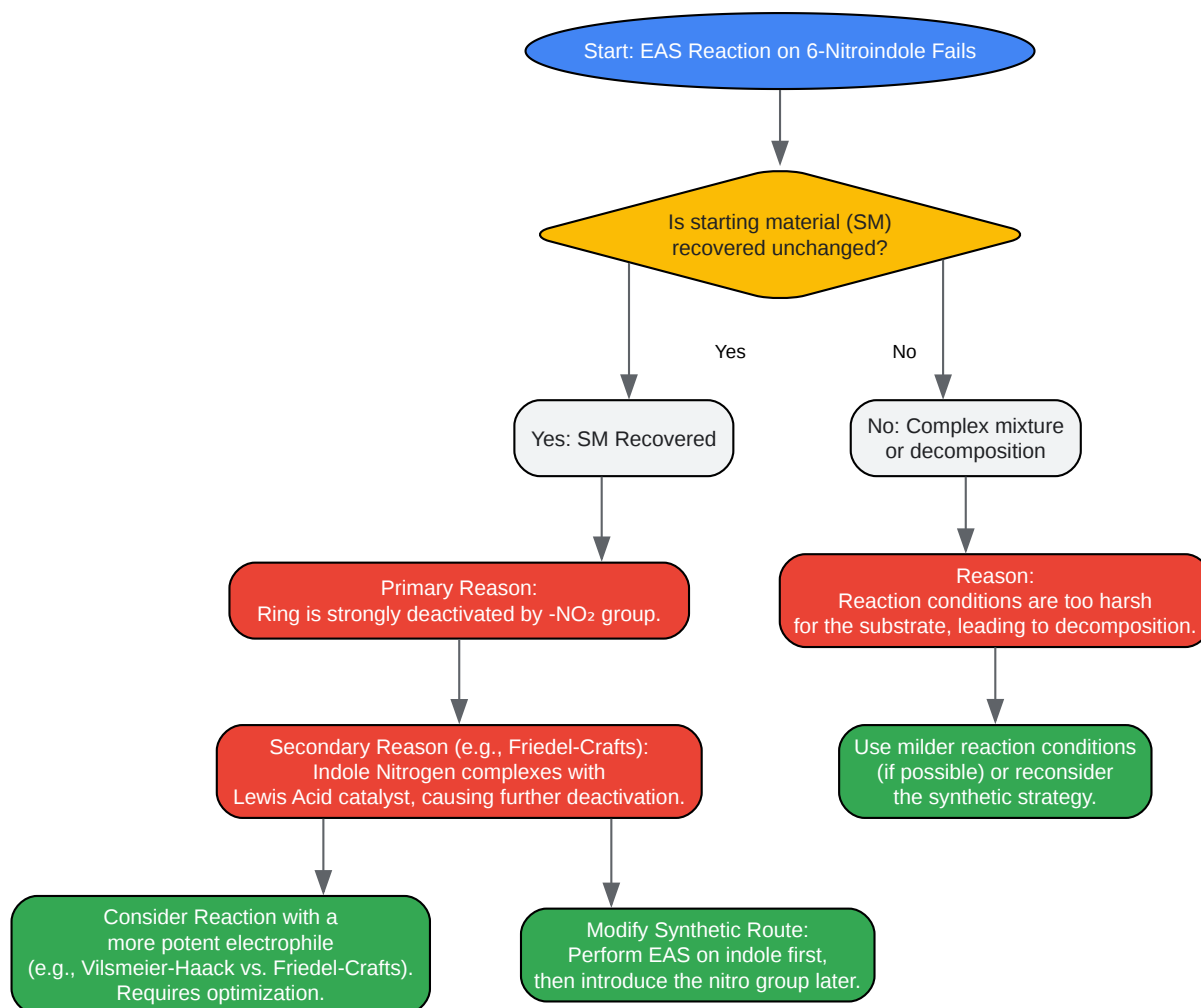 Start: EAS Reaction on 6-Nitroindole Fails
Is starting material (SM)
recovered unchanged?
Yes
No
Yes: SM Recovered
No: Complex mixture
or decomposition
Primary Reason:
Ring is strongly deactivated by -NO₂ group.
Reason:
Reaction conditions are too harsh
for the substrate, leading to decomposition.
Secondary Reason (e.g., Friedel-Crafts):
Indole Nitrogen complexes with
Lewis Acid catalyst, causing further deactivation.
Use milder reaction conditions
(if possible) or reconsider
the synthetic strategy.
Consider Reaction with a
more potent electrophile
(e.g., Vilsmeier-Haack vs. Friedel-Crafts).
Requires optimization.
Modify Synthetic Route:
Perform EAS on indole first,
then introduce the nitro group later.